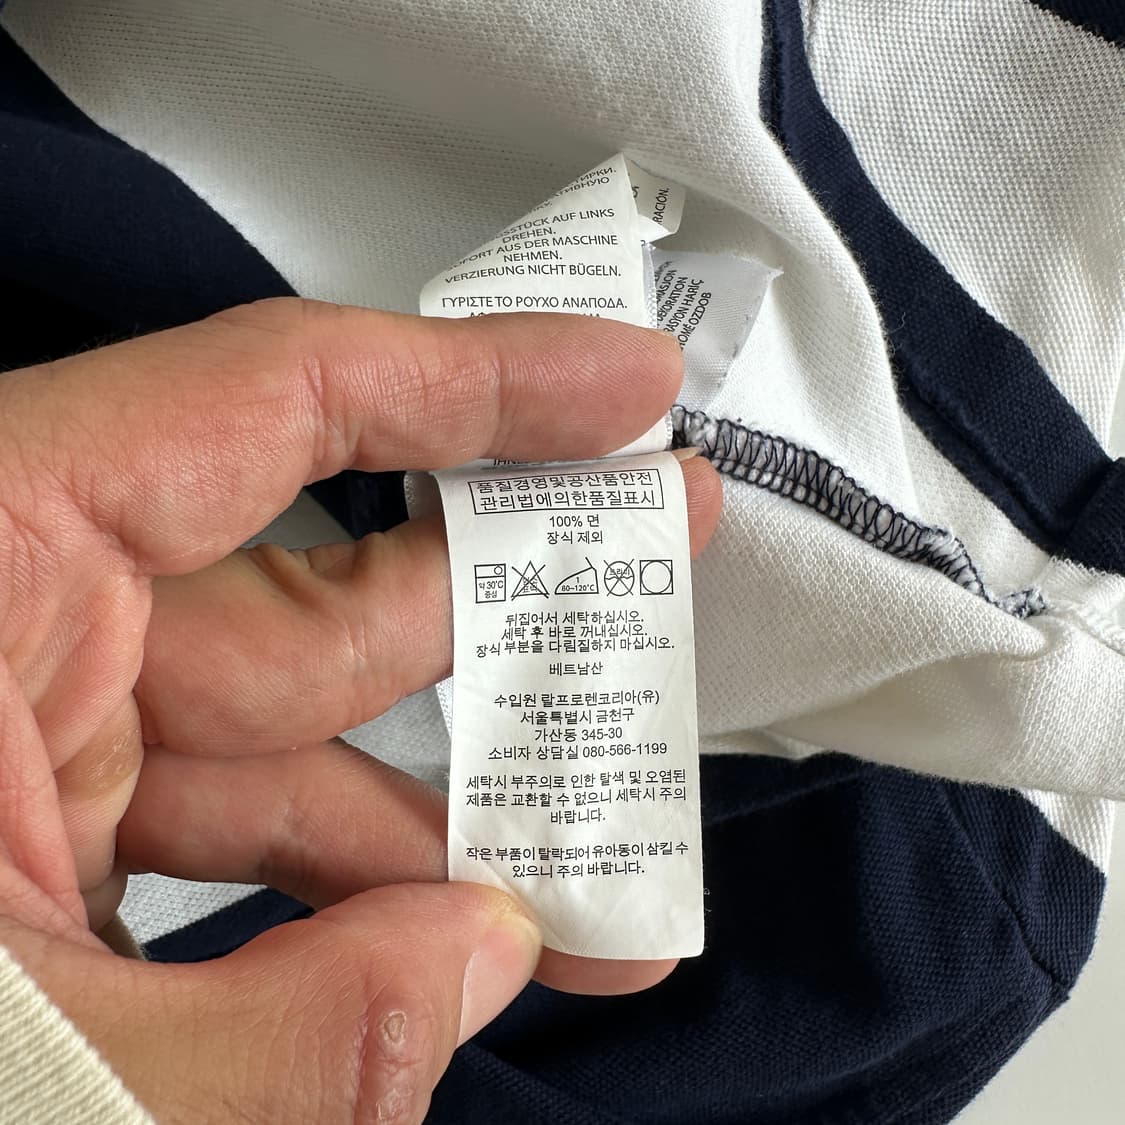 TИРКИ.
SSTÜCK AUF LINKS
DREHEN.
SOFORT AUS DER MASCHINE
NEHMEN.
VERZIERUNG NICHT BÜGELN.
ΓΥΡΙΣΤΕ ΤΟ ΡΟΥΧΟ ΑΝΑΠΟΔΑ.
RACIÓN.
DEKORATION
RASYON HARİÇ
OZDOB
품질경영및공산품안전
관리법에의한품질표시
100% 면
장식 제외
약 30˚C
중성
1
80~120˚C
드라이
뒤집어서 세탁하십시오.
세탁 후 바로 꺼내십시오.
장식 부분을 다림질하지 마십시오.
베트남산
수입원 랄프로렌코리아(유)
서울특별시 금천구
가산동 345-30
소비자 상담실 080-566-1199
세탁시 부주의로 인한 탈색 및 오염된
제품은 교환할 수 없으니 세탁시 주의
바랍니다.
작은 부품이 탈락되어 유아동이 삼킬 수
있으니 주의 바랍니다.